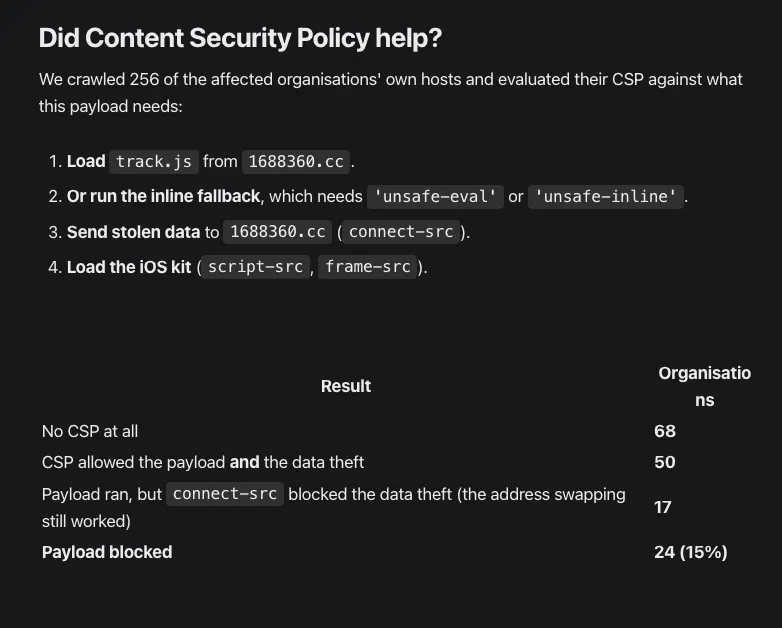 Did Content Security Policy help?
We crawled 256 of the affected organisations' own hosts and evaluated their CSP against what
this payload needs:
1. Load track.js from 1688360.cc.
2. Or run the inline fallback, which needs 'unsafe-eval' or 'unsafe-inline'.
3. Send stolen data to 1688360.cc (connect-src).
4. Load the iOS kit (script-src, frame-src).
Result
Organisatio
ns
No CSP at all
68
CSP allowed the payload and the data theft
50
Payload ran, but connect-src blocked the data theft (the address swapping
still worked)
17
Payload blocked
24 (15%)